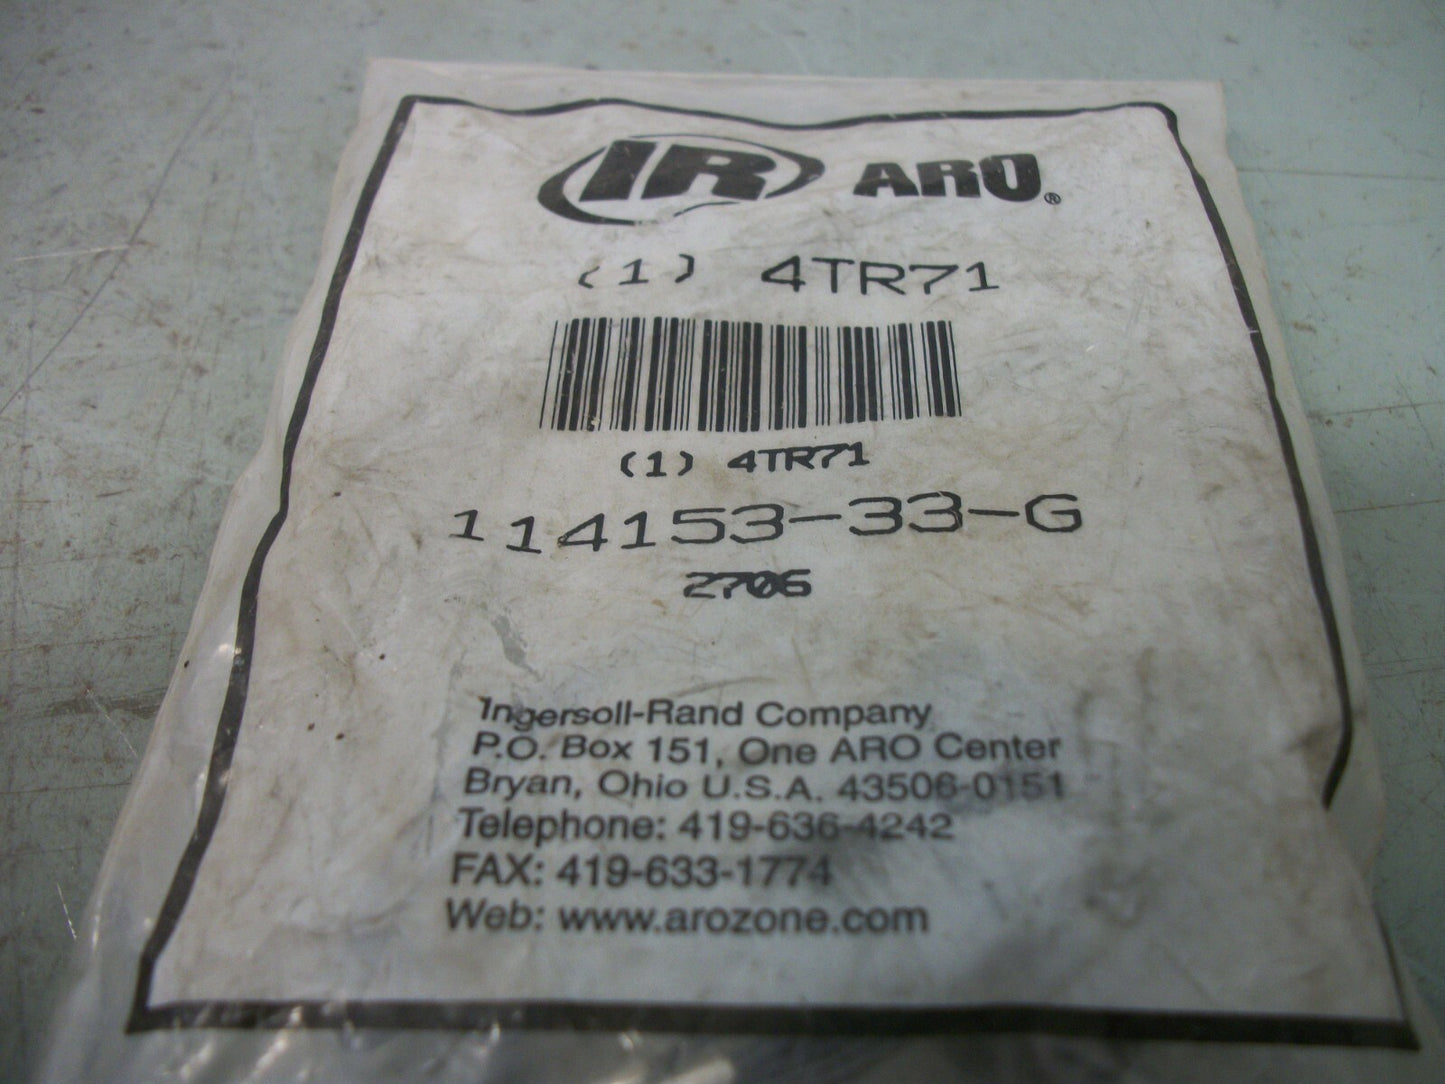 IR ARO®
(1) 4TR71
(1) 4TR71
114153-33-G
2706
Ingersoll-Rand Company
P.O. Box 151, One ARO Center
Bryan, Ohio U.S.A. 43506-0151
Telephone: 419-636-4242
FAX: 419-633-1774
Web: www.arozone.com